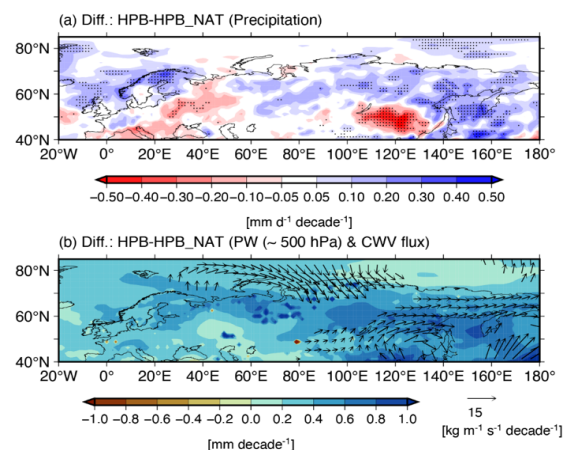 (a) Diff.: HPB-HPB_NAT (Precipitation)
80°N
60°N
40°N
20°W 0° 20°E 40°E 60°E 80°E 100°E 120°E 140°E 160°E 180°
−0.50 −0.40 −0.30 −0.20 −0.10 −0.05 0.05 0.10 0.20 0.30 0.40 0.50
[mm d⁻¹ decade⁻¹]
(b) Diff.: HPB-HPB_NAT (PW (~ 500 hPa) & CWV flux)
80°N
60°N
40°N
20°W 0° 20°E 40°E 60°E 80°E 100°E 120°E 140°E 160°E 180°
−1.0 −0.8 −0.6 −0.4 −0.2 0.0 0.2 0.4 0.6 0.8 1.0
15
[mm decade⁻¹]
[kg m⁻¹ s⁻¹ decade⁻¹]